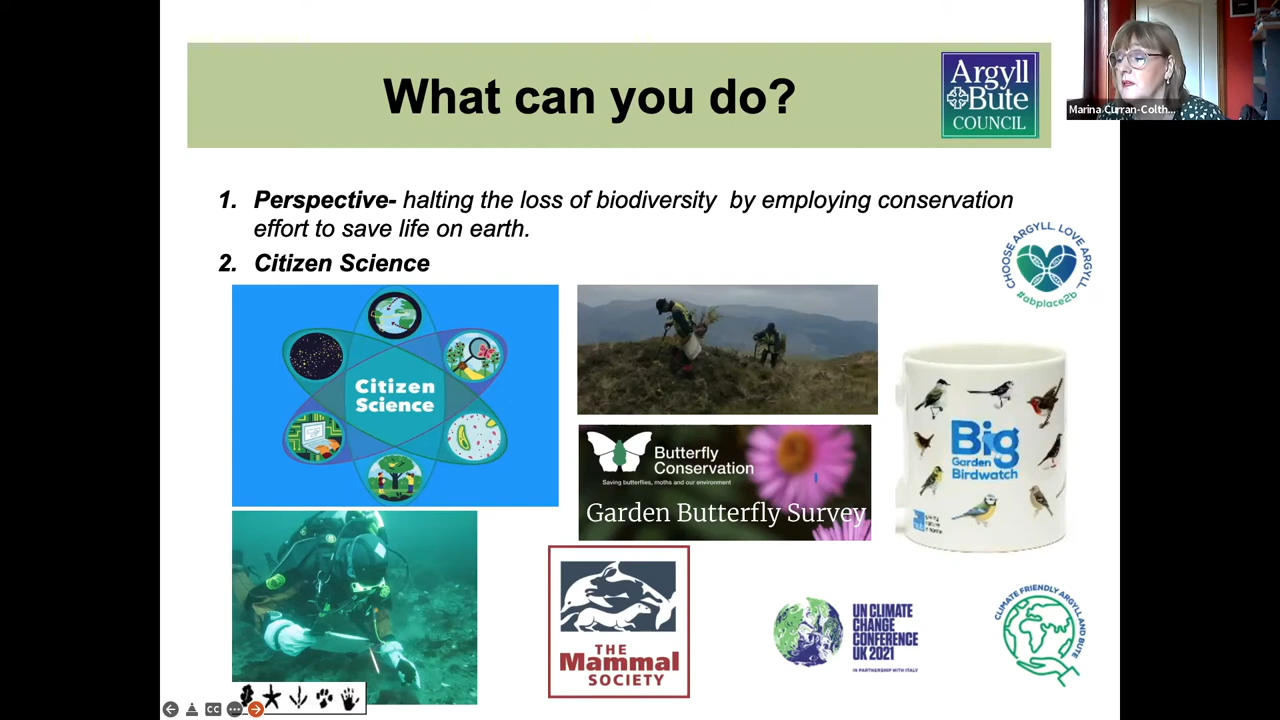 What can you do?
Argyll
Bute
COUNCIL
Marina Curran-Colth...
1. Perspective- halting the loss of biodiversity by employing conservation
effort to save life on earth.
2. Citizen Science
CHOOSE ARGYLL. LOVE ARGYLL
#abplace2b
Citizen
Science
Butterfly
Conservation
Saving butterflies, moths and our environment
Garden Butterfly Survey
Big
Garden
Birdwatch
THE
Mammal
SOCIETY
UN CLIMATE
CHANGE
CONFERENCE
UK 2021
IN PARTNERSHIP WITH ITALY
CLIMATE FRIENDLY ARGYLL AND BUTE
CC